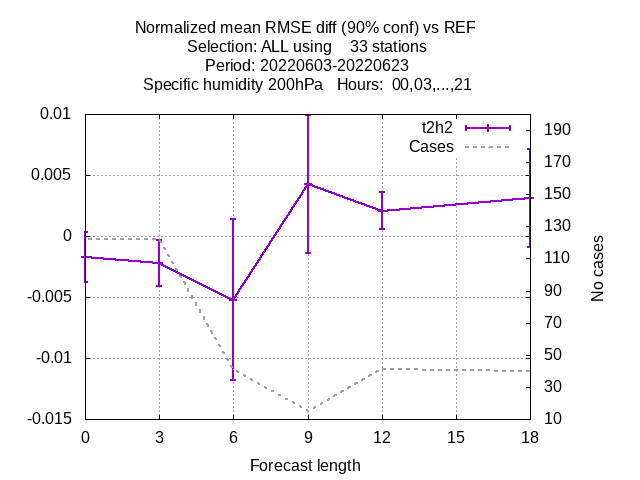 Normalized mean RMSE diff (90% conf) vs REF
Selection: ALL using    33 stations
Period: 20220603-20220623
Specific humidity 200hPa   Hours:  00,03,...,21
t2h2
Cases
0.01
0.005
0
-0.005
-0.01
-0.015
190
170
150
130
110
90
70
50
30
10
No cases
0 3 6 9 12 15 18
Forecast length